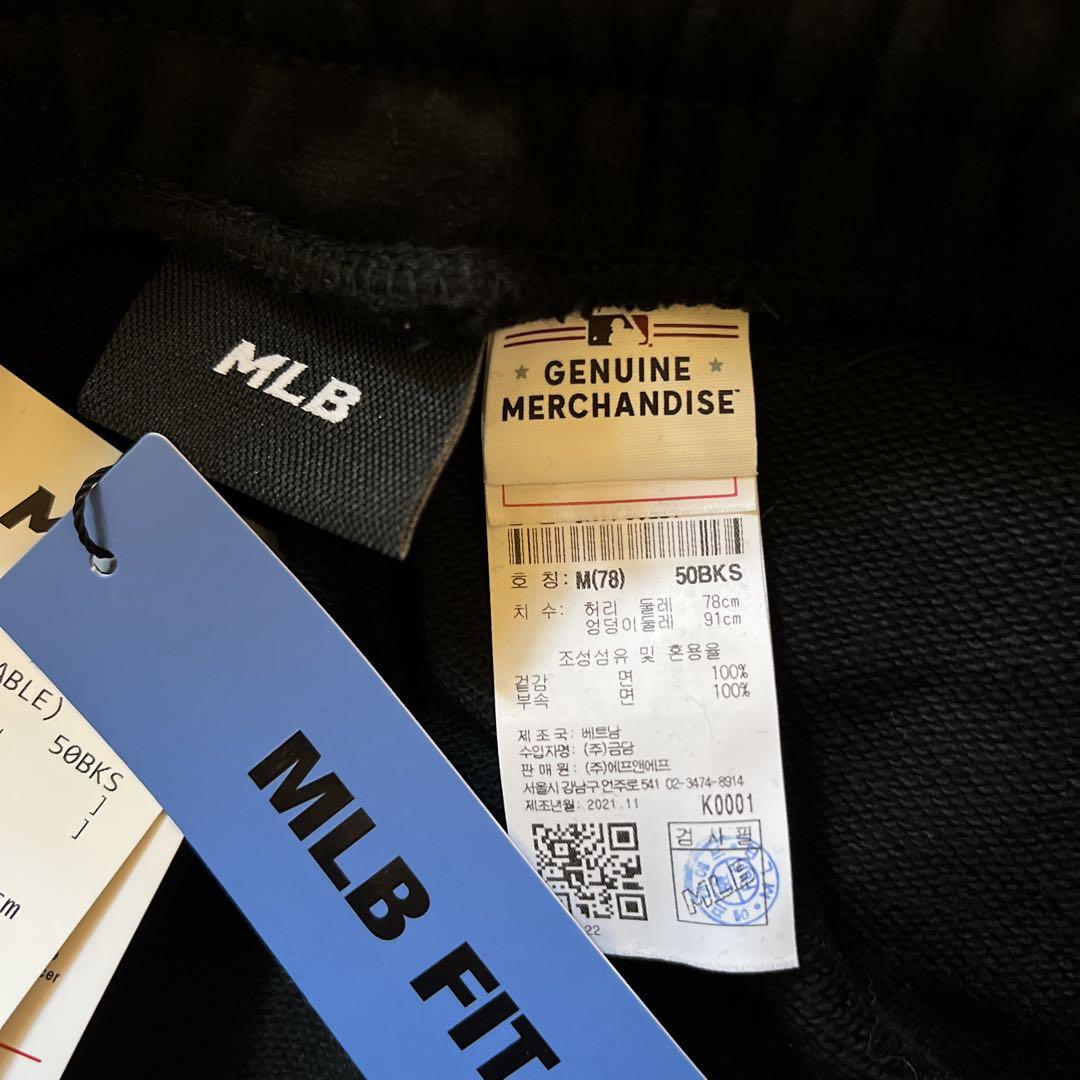 MLB
GENUINE
MERCHANDISE™
호 칭: M(78) 50BKS
치 수: 허리 둘레 78cm
엉덩이둘레 91cm
조성섬유 및 혼용율
겉감 면 100%
부속 면 100%
제 조 국: 베트남
수입자명: (주)금담
판 매 원: (주)에프앤에프
서울시 강남구 언주로 541 02-3474-8914
제조년월: 2021.11 K0001
검 사 필
MLB
22
MLB FIT
ABLE)
50BKS
]
]
cm